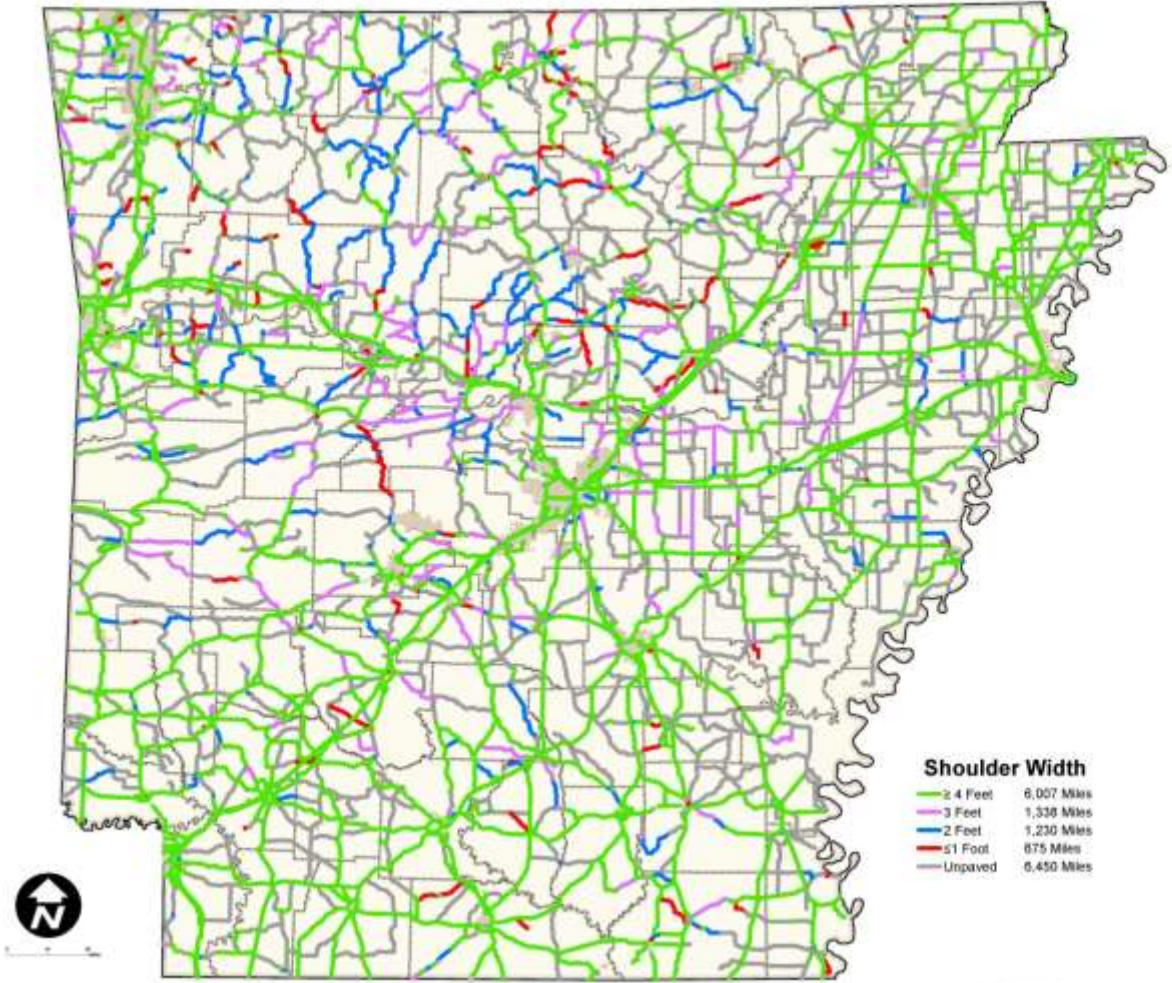 Shoulder Width
≥ 4 Feet 6,007 Miles
3 Feet 1,338 Miles
2 Feet 1,230 Miles
≤1 Foot 675 Miles
Unpaved 6,450 Miles
N